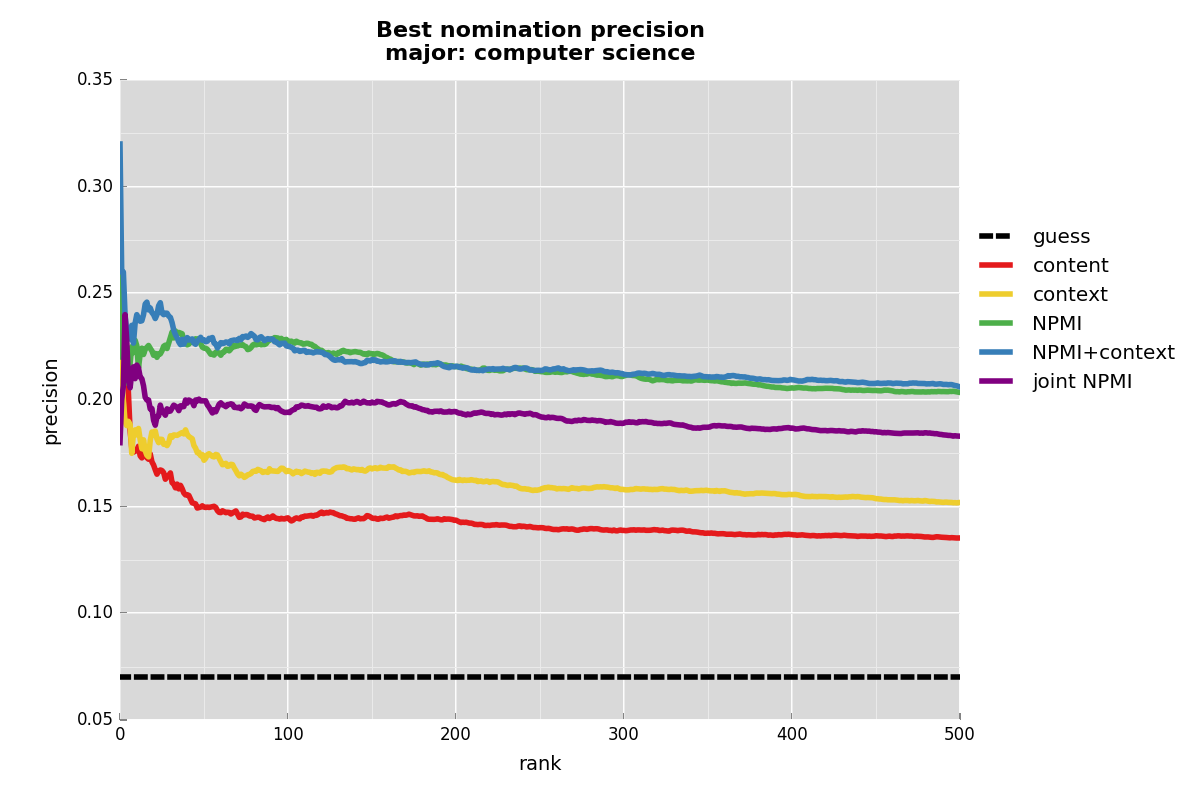 Best nomination precision
major: computer science
0.35
0.30
0.25
0.20
0.15
0.10
0.05
precision
0 100 200 300 400 500
rank
guess
content
context
NPMI
NPMI+context
joint NPMI